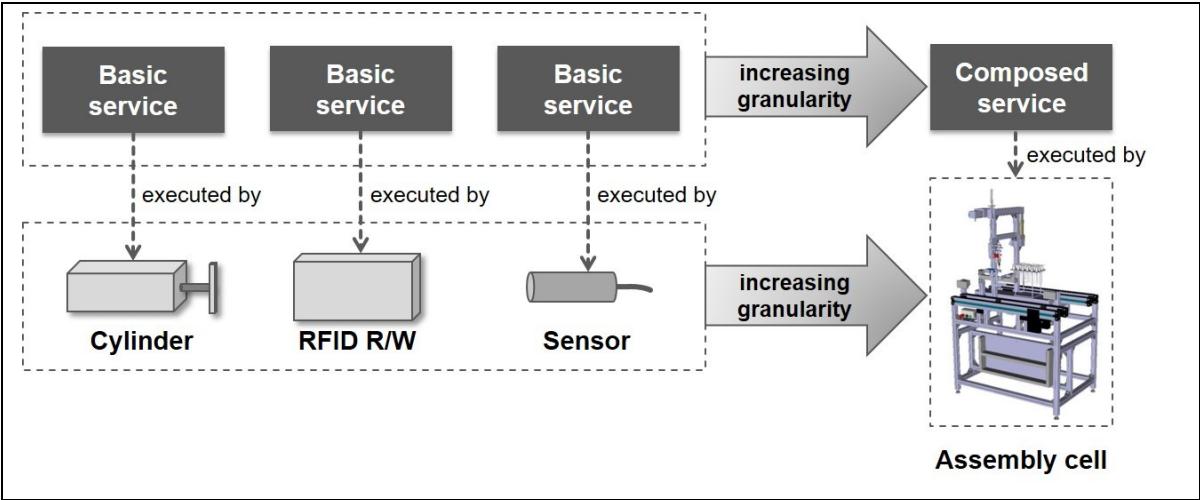 Basic
service
Basic
service
Basic
service
increasing
granularity
Composed
service
executed by
executed by
executed by
executed by
Cylinder
RFID R/W
Sensor
increasing
granularity
Assembly cell